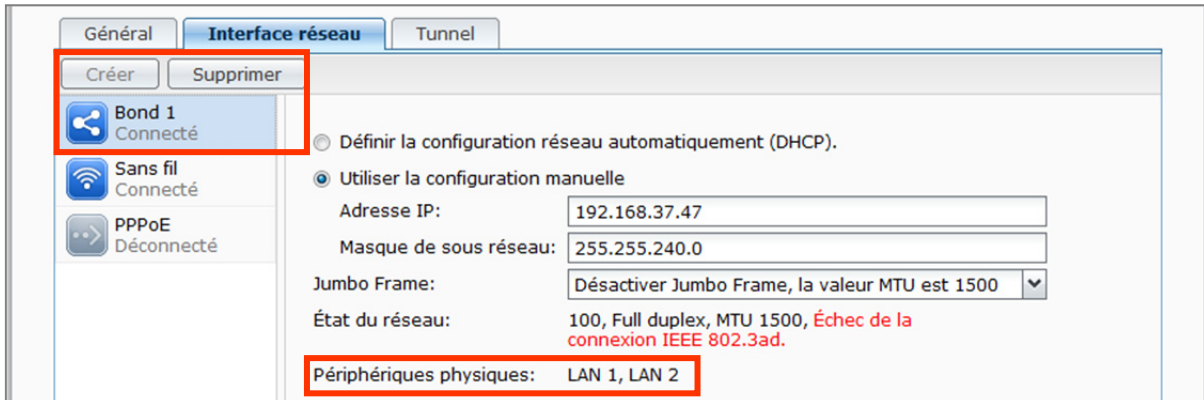 Général Interface réseau Tunnel
Créer Supprimer
Bond 1
Connecté
Sans fil
Connecté
PPPoE
Déconnecté
Définir la configuration réseau automatiquement (DHCP).
Utiliser la configuration manuelle
Adresse IP: 192.168.37.47
Masque de sous réseau: 255.255.240.0
Jumbo Frame: Désactiver Jumbo Frame, la valeur MTU est 1500
État du réseau: 100, Full duplex, MTU 1500, Échec de la
connexion IEEE 802.3ad.
Périphériques physiques: LAN 1, LAN 2